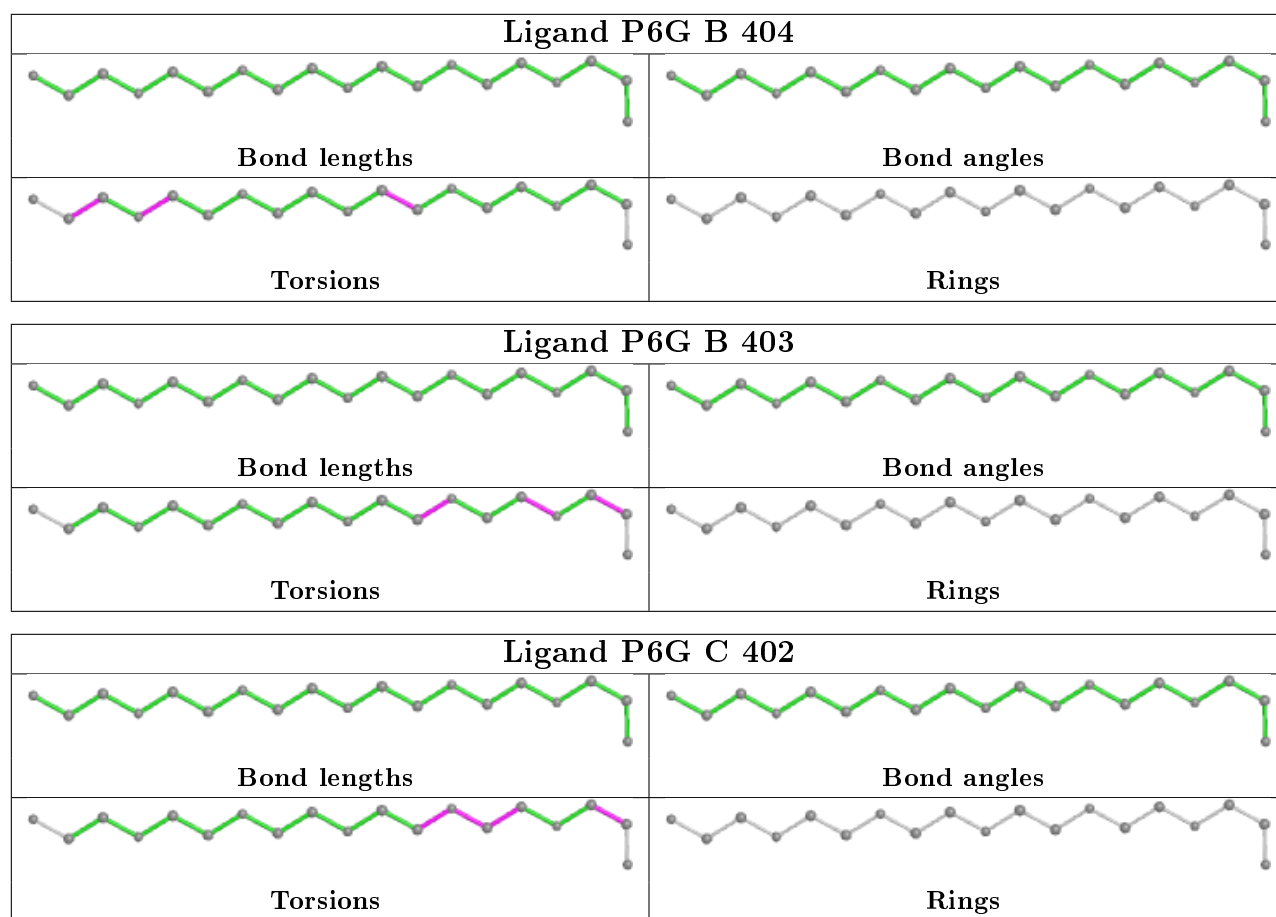 Ligand P6G B 404
Bond lengths
Bond angles
Torsions
Rings
Ligand P6G B 403
Bond lengths
Bond angles
Torsions
Rings
Ligand P6G C 402
Bond lengths
Bond angles
Torsions
Rings